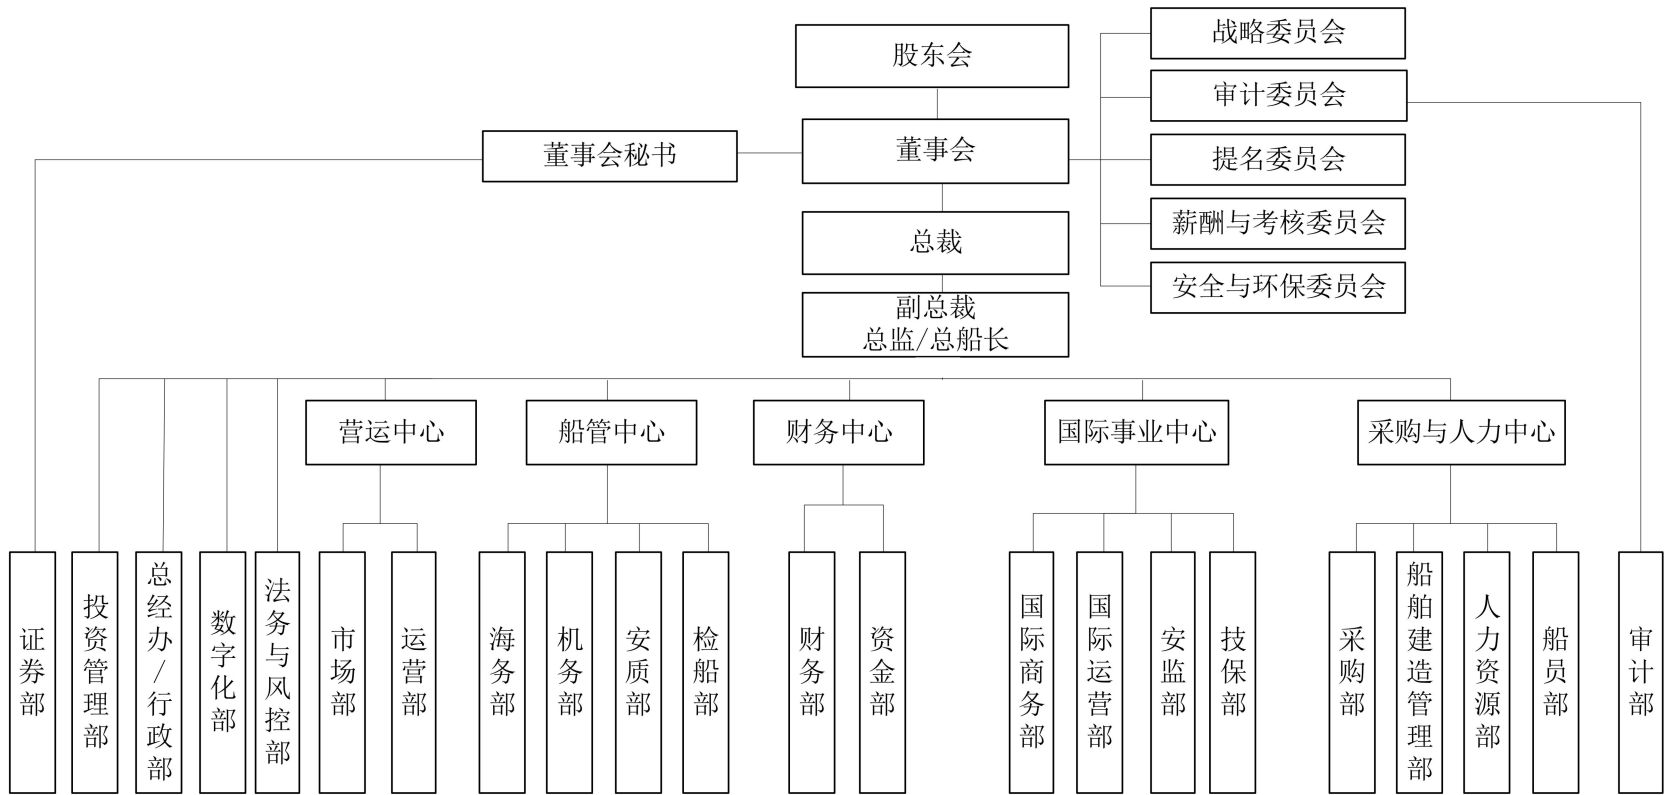 股东会
董事会
董事会秘书
总裁
副总裁
总监/总船长
战略委员会
审计委员会
提名委员会
薪酬与考核委员会
安全与环保委员会
营运中心
船管中心
财务中心
国际事业中心
采购与人力中心
证券部
投资管理部
总经办/行政部
数字化部
法务与风控部
市场部
运营部
海务部
机务部
安质部
检船部
财务部
资金部
国际商务部
国际运营部
安监部
技保部
采购部
船舶建造管理部
人力资源部
船员部
审计部